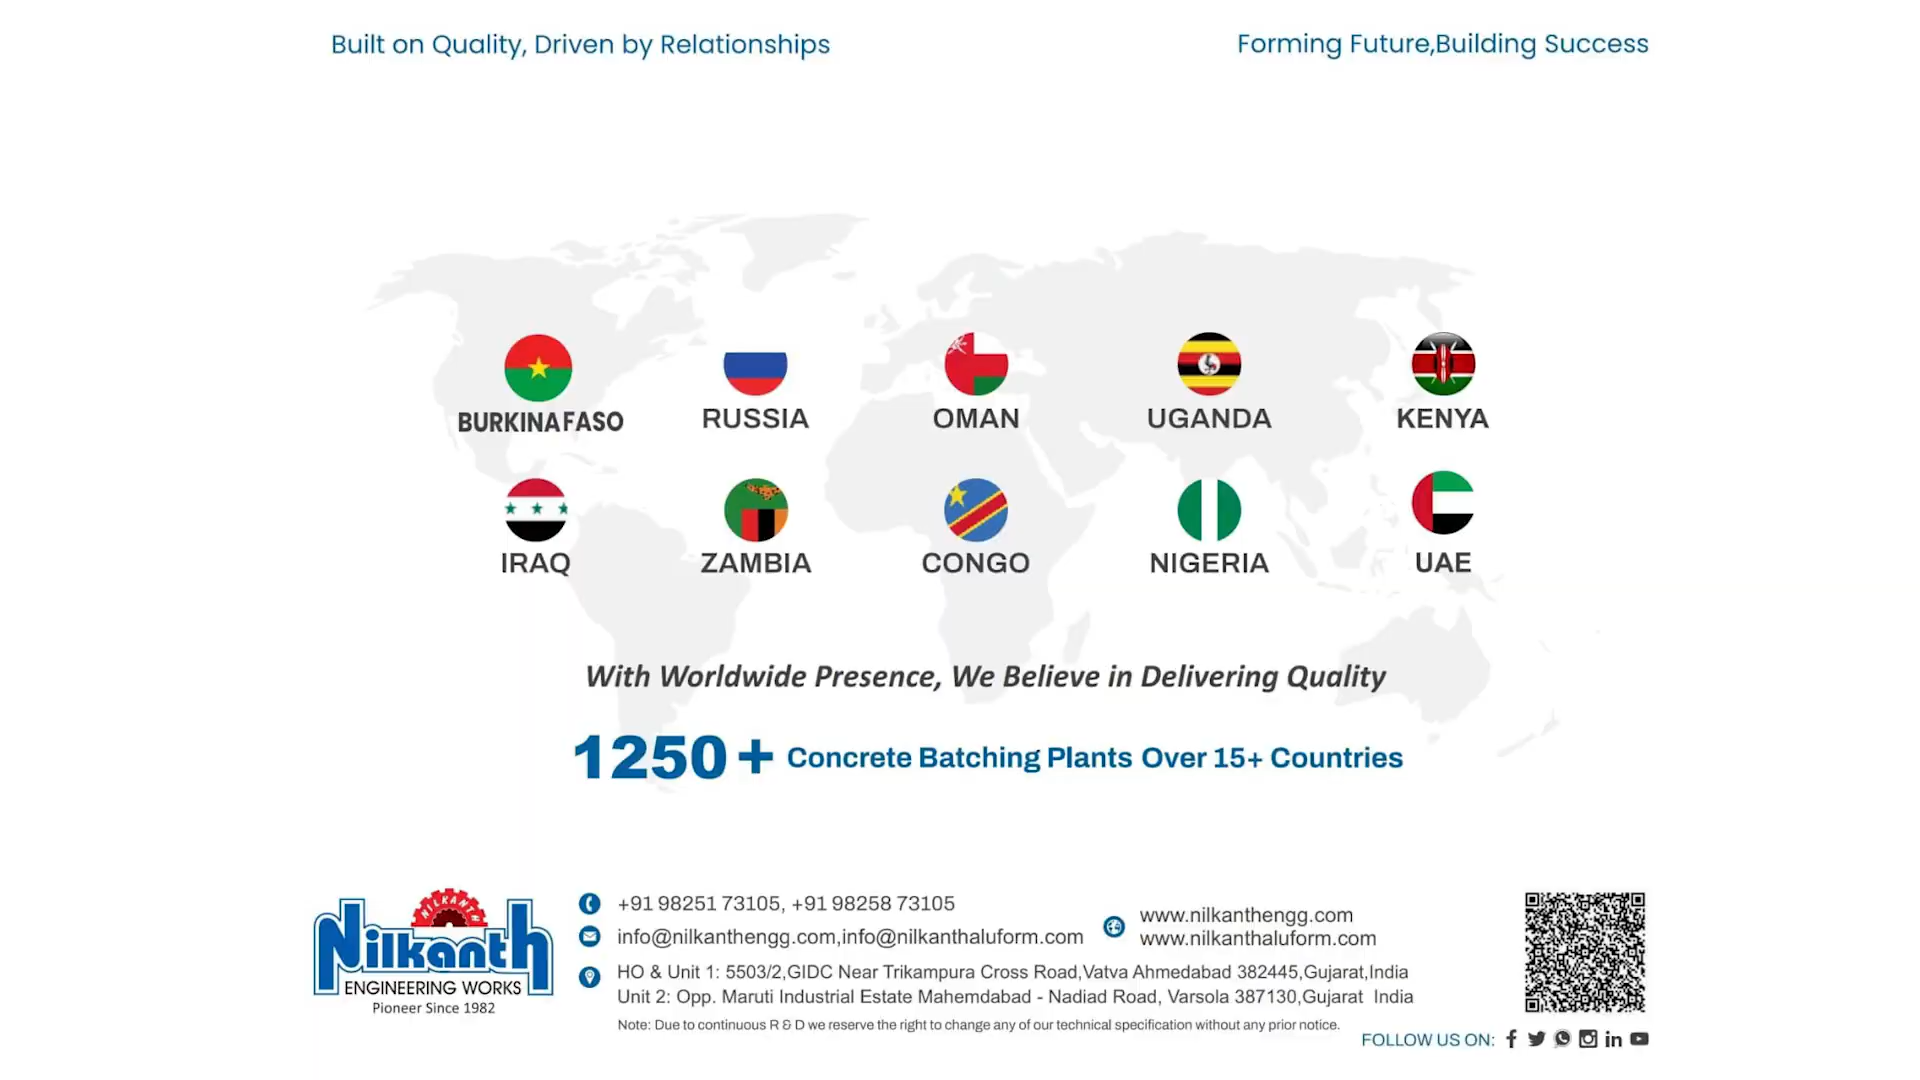 Built on Quality, Driven by Relationships
Forming Future,Building Success
BURKINAFASO
RUSSIA
OMAN
UGANDA
KENYA
IRAQ
ZAMBIA
CONGO
NIGERIA
UAE
With Worldwide Presence, We Believe in Delivering Quality
1250 + Concrete Batching Plants Over 15+ Countries
NILKANTH
Nilkanth
ENGINEERING WORKS
Pioneer Since 1982
+91 98251 73105, +91 98258 73105
info@nilkanthengg.com,info@nilkanthaluform.com
www.nilkanthengg.com
www.nilkanthaluform.com
HO & Unit 1: 5503/2,GIDC Near Trikampura Cross Road,Vatva Ahmedabad 382445,Gujarat,India
Unit 2: Opp. Maruti Industrial Estate Mahemdabad - Nadiad Road, Varsola 387130,Gujarat India
Note: Due to continuous R & D we reserve the right to change any of our technical specification without any prior notice.
FOLLOW US ON: